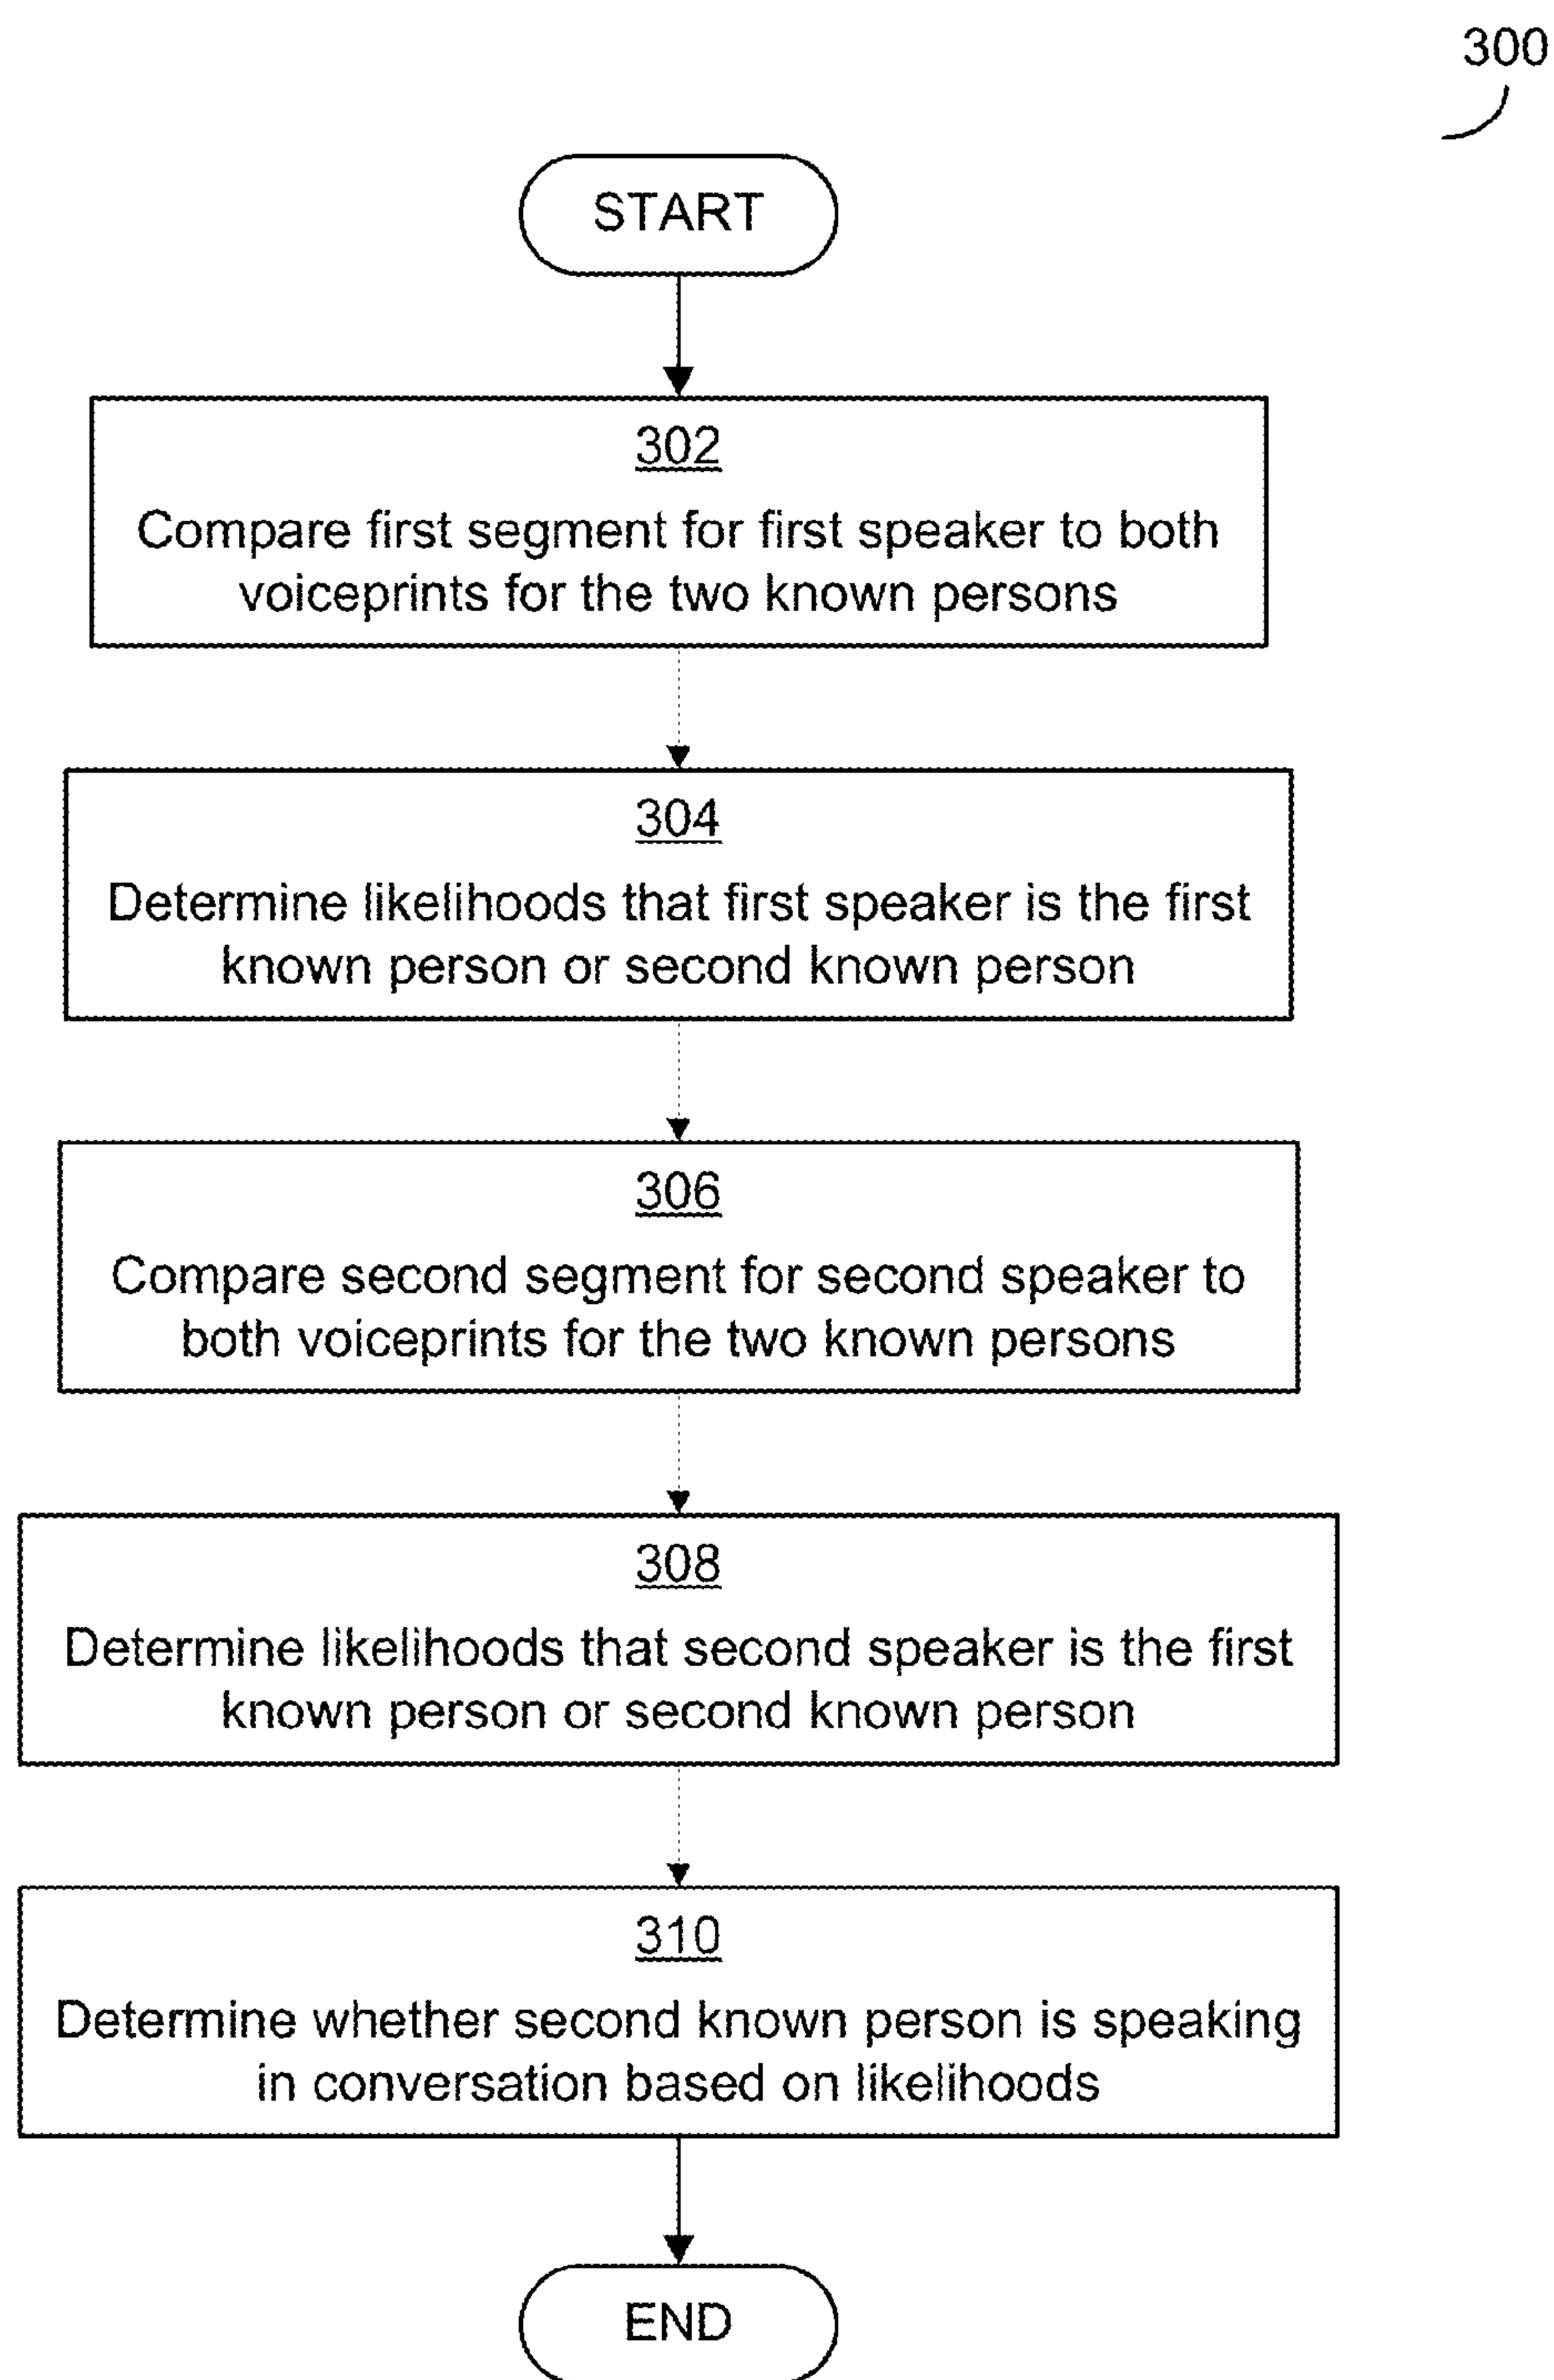 300
START
302
Compare first segment for first speaker to both
voiceprints for the two known persons
304
Determine likelihoods that first speaker is the first
known person or second known person
306
Compare second segment for second speaker to
both voiceprints for the two known persons
308
Determine likelihoods that second speaker is the first
known person or second known person
310
Determine whether second known person is speaking
in conversation based on likelihoods
END